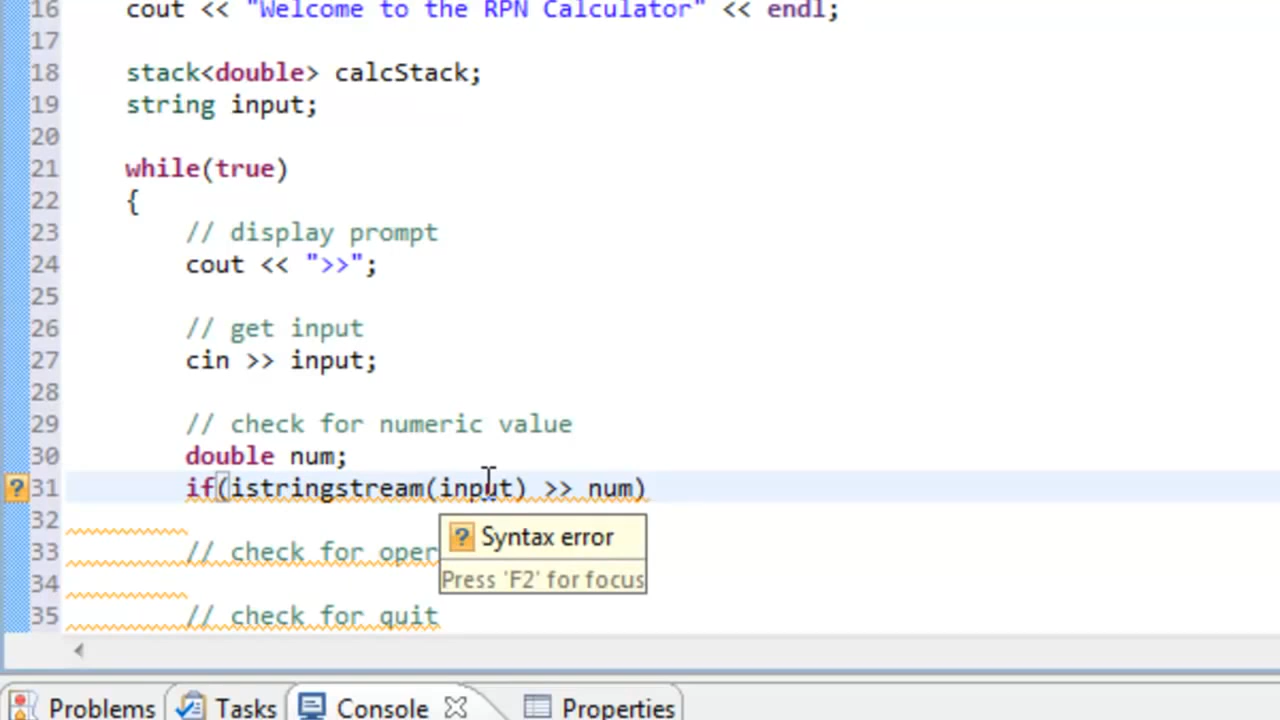 16 cout << "Welcome to the RPN Calculator" << endl;
17
18 stack<double> calcStack;
19 string input;
20
21 while(true)
22 {
23 // display prompt
24 cout << ">>";
25
26 // get input
27 cin >> input;
28
29 // check for numeric value
30 double num;
31 if(istringstream(input) >> num)
32
33 // check for oper
Syntax error
34
Press 'F2' for focus
35 // check for quit
Problems Tasks Console Properties